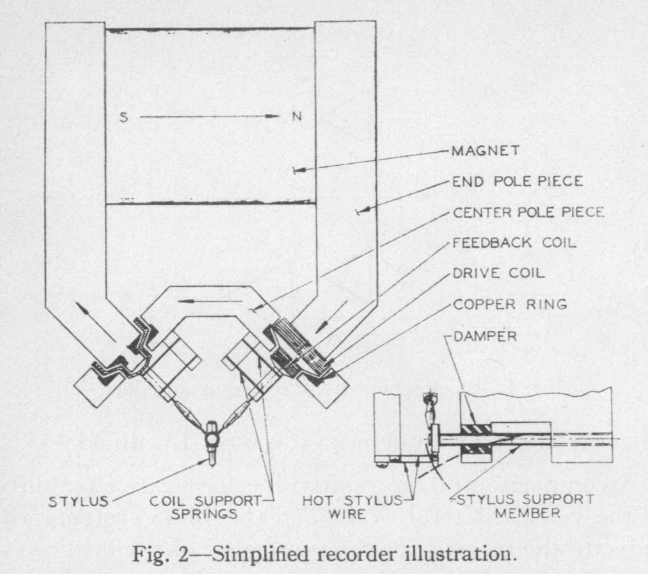 S N
MAGNET
END POLE PIECE
CENTER POLE PIECE
FEEDBACK COIL
DRIVE COIL
COPPER RING
DAMPER
STYLUS
COIL SUPPORT
SPRINGS
HOT STYLUS
WIRE
STYLUS SUPPORT
MEMBER
Fig. 2—Simplified recorder illustration.